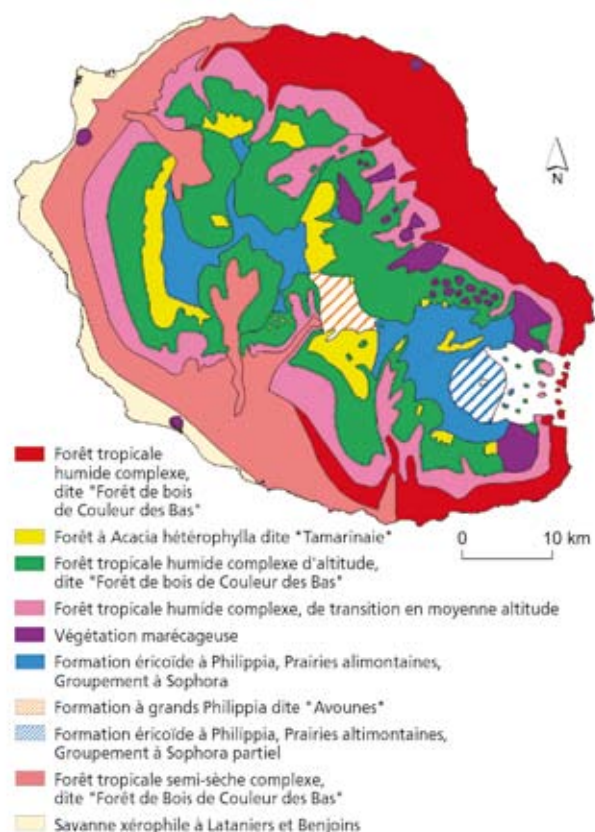 N
Forêt tropicale
humide complexe,
dite "Forêt de bois
de Couleur des Bas"
0 10 km
Forêt à Acacia hétérophylla dite "Tamarinaie"
Forêt tropicale humide complexe d'altitude,
dite "Forêt de bois de Couleur des Bas"
Forêt tropicale humide complexe, de transition en moyenne altitude
Végétation marécageuse
Formation éricoïde à Philippia, Prairies alimontaines,
Groupement à Sophora
Formation à grands Philippia dite "Avounes"
Formation éricoïde à Philippia, Prairies altimontaines,
Groupement à Sophora partiel
Forêt tropicale semi-sèche complexe,
dite "Forêt de Bois de Couleur des Bas"
Savanne xérophile à Lataniers et Benjoins